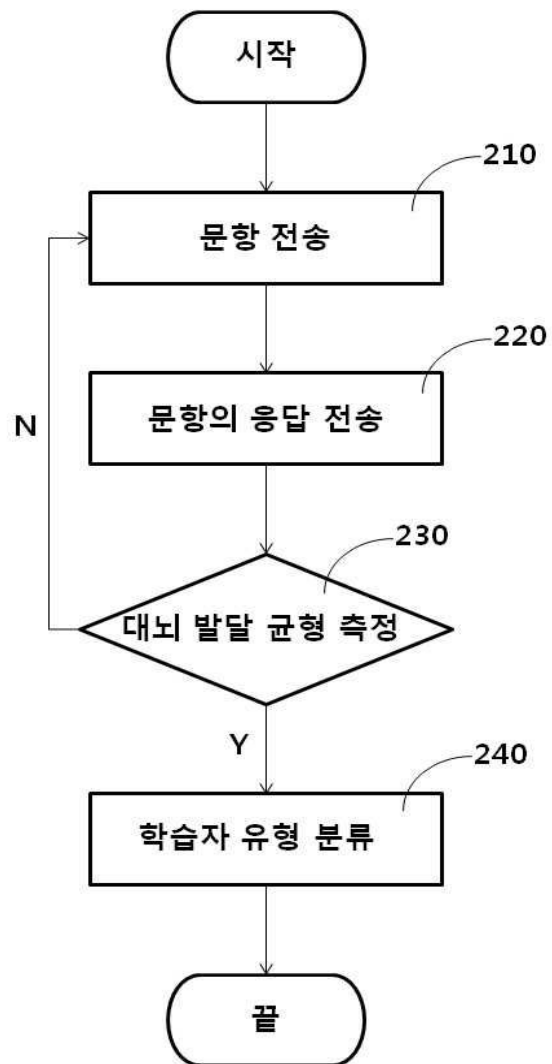 시작
210
문항 전송
220
문항의 응답 전송
N
230
대뇌 발달 균형 측정
Y
240
학습자 유형 분류
끝